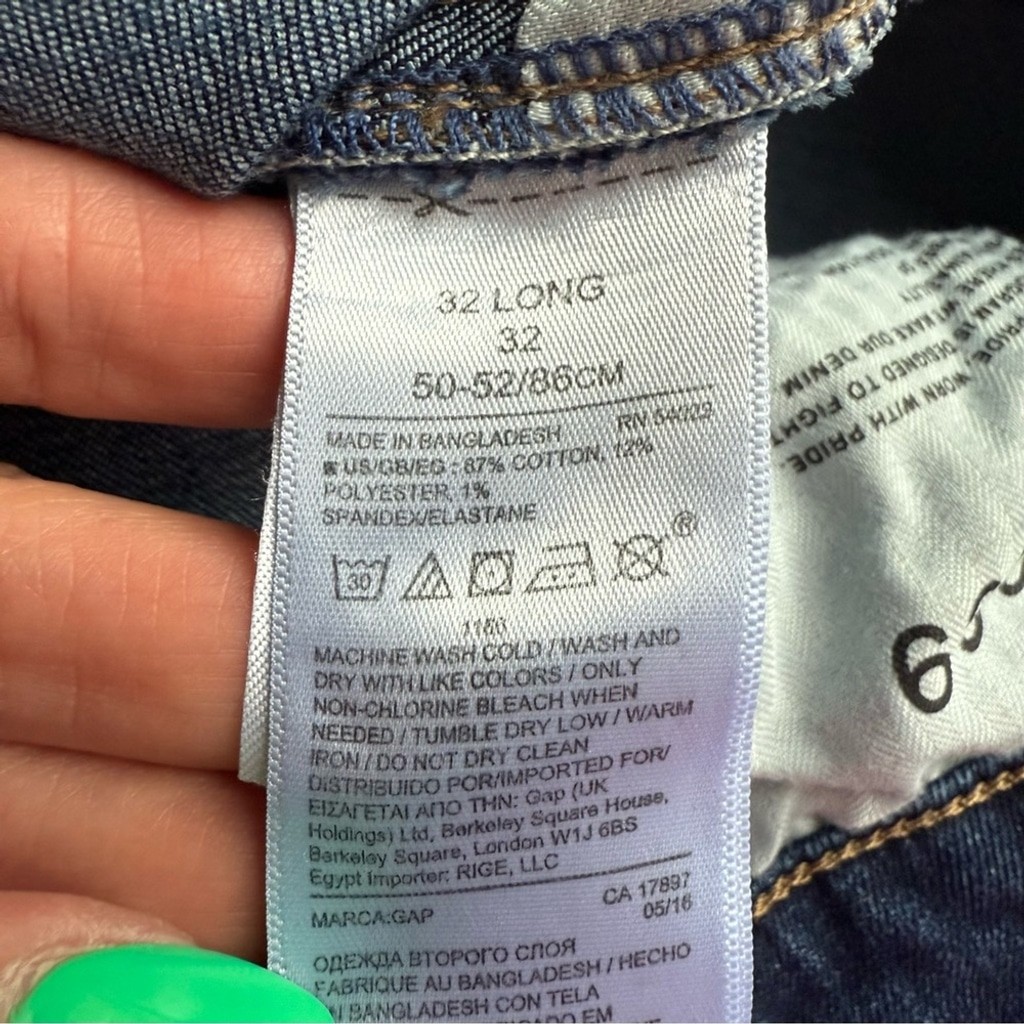 32 LONG
32
50-52/86CM
RN 54023
MADE IN BANGLADESH
US/GB/EG : 87% COTTON, 12%
POLYESTER, 1%
SPANDEX/ELASTANE
30
®
1166
MACHINE WASH COLD / WASH AND
DRY WITH LIKE COLORS / ONLY
NON-CHLORINE BLEACH WHEN
NEEDED / TUMBLE DRY LOW / WARM
IRON / DO NOT DRY CLEAN
DISTRIBUIDO POR/IMPORTED FOR/
ΕΙΣΑΓΕΤΑΙ ΑΠΟ ΤΗΝ: Gap (UK
Holdings) Ltd, Berkeley Square House,
Berkeley Square, London W1J 6BS
Egypt Importer: RIGE, LLC
MARCA:GAP
CA 17897
05/16
ОДЕЖДА ВТОРОГО СЛОЯ
FABRIQUE AU BANGLADESH / HECHO
BANGLADESH CON TELA
EM
PRIDE.
WORN WITH PRIDE.
DESIGNED TO FIGHT
MAKE OUR DENIM